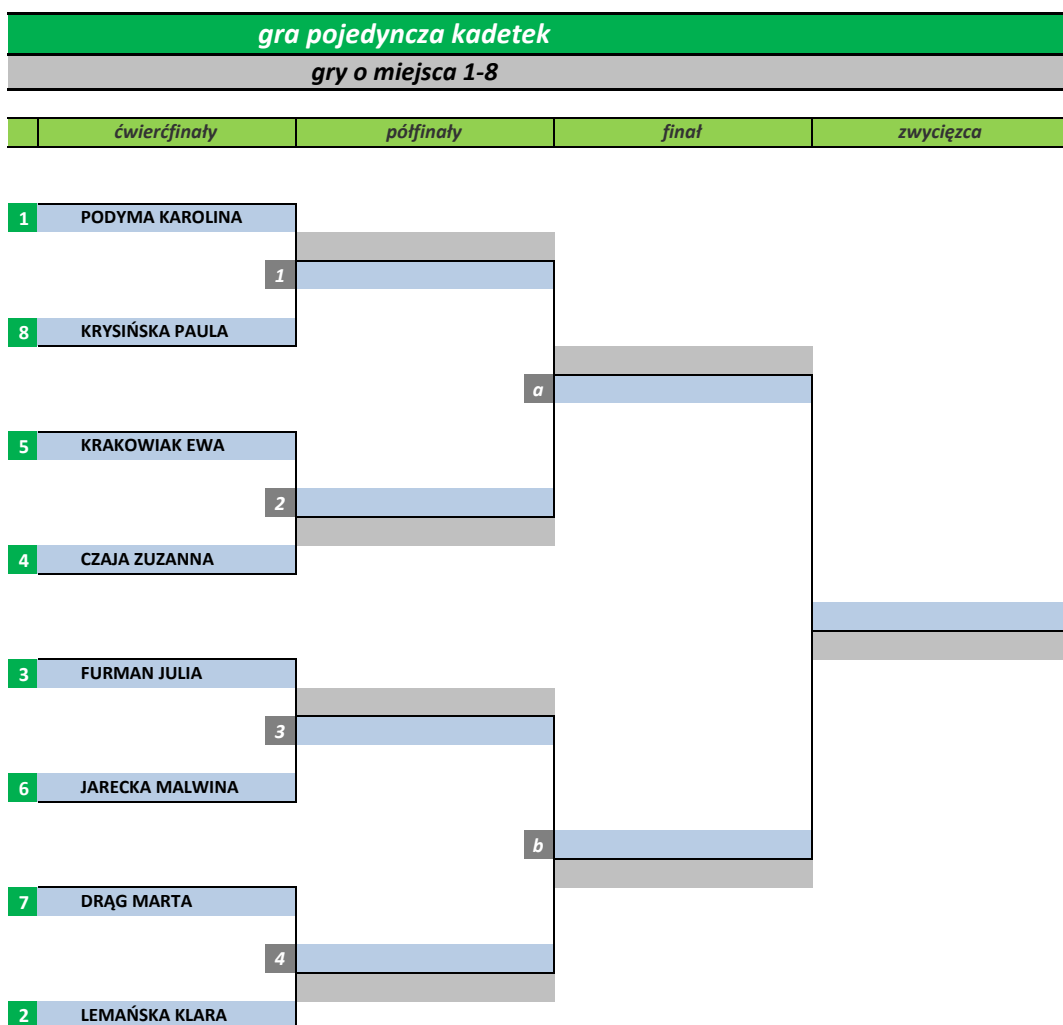 gra pojedyncza kadetek
gry o miejsca 1-8
ćwierćfinały półfinały finał zwycięzca
1 PODYMA KAROLINA
1
8 KRYSIŃSKA PAULA
a
5 KRAKOWIAK EWA
2
4 CZAJA ZUZANNA
3 FURMAN JULIA
3
6 JARECKA MALWINA
b
7 DRĄG MARTA
4
2 LEMAŃSKA KLARA